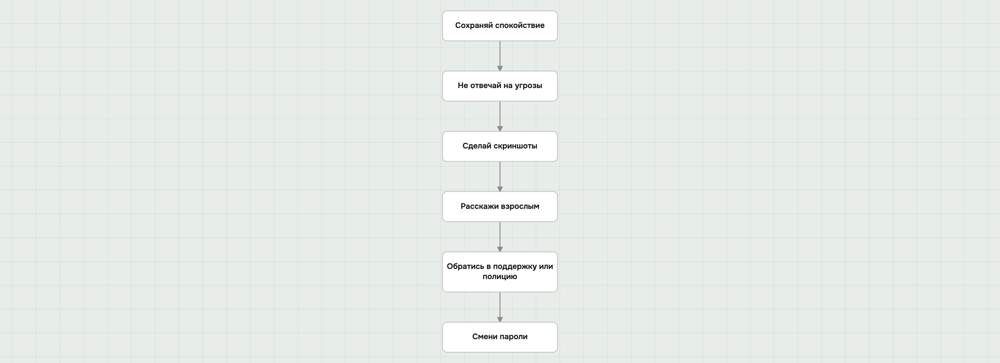 Сохраняй спокойствие
Не отвечай на угрозы
Сделай скриншоты
Расскажи взрослым
Обратись в поддержку или
полицию
Смени пароли